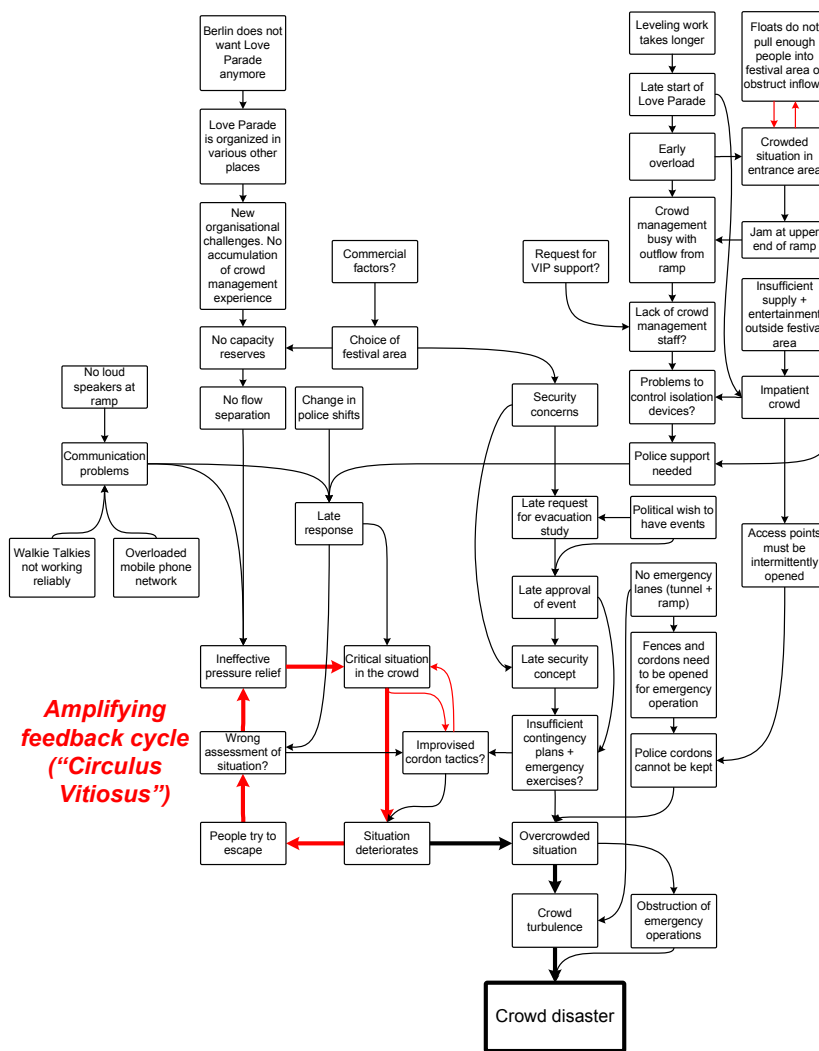 Berlin does not
want Love
Parade
anymore
Leveling work
takes longer
Floats do not
pull enough
people into
festival area or
obstruct inflow
Late start of
Love Parade
Love Parade
is organized in
various other
places
Early
overload
Crowded
situation in
entrance area
New
organisational
challenges. No
accumulation
of crowd
management
experience
Crowd
management
busy with
outflow from
ramp
Jam at upper
end of ramp
Commercial
factors?
Request for
VIP support?
Insufficient
supply +
entertainment
outside festival
area
No capacity
reserves
Choice of
festival area
Lack of crowd
management
staff?
No loud
speakers at
ramp
No flow
separation
Change in
police shifts
Security
concerns
Problems to
control isolation
devices?
Impatient
crowd
Communication
problems
Police support
needed
Late
response
Late request
for evacuation
study
Political wish to
have events
Walkie Talkies
not working
reliably
Overloaded
mobile phone
network
Access points
must be
intermittently
opened
Late approval
of event
No emergency
lanes (tunnel +
ramp)
Ineffective
pressure relief
Critical situation
in the crowd
Late security
concept
Fences and
cordons need
to be opened
for emergency
operation
Amplifying
feedback cycle
(“Circulus
Vitiosus”)
Wrong
assessment of
situation?
Improvised
cordon tactics?
Insufficient
contingency
plans +
emergency
exercises?
Police cordons
cannot be kept
People try to
escape
Situation
deteriorates
Overcrowded
situation
Crowd
turbulence
Obstruction of
emergency
operations
Crowd disaster